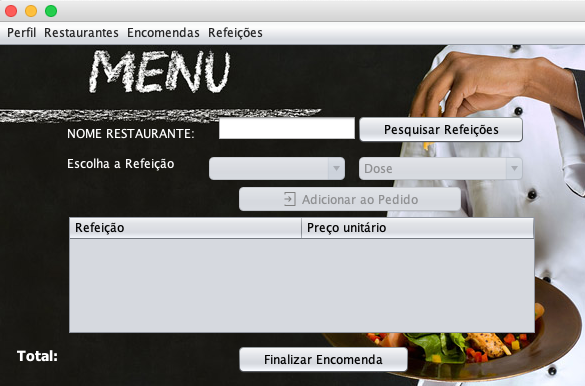 Perfil Restaurantes Encomendas Refeições
MENU
NOME RESTAURANTE: Pesquisar Refeições
Escolha a Refeição Dose
Adicionar ao Pedido
Refeição Preço unitário
Total: Finalizar Encomenda